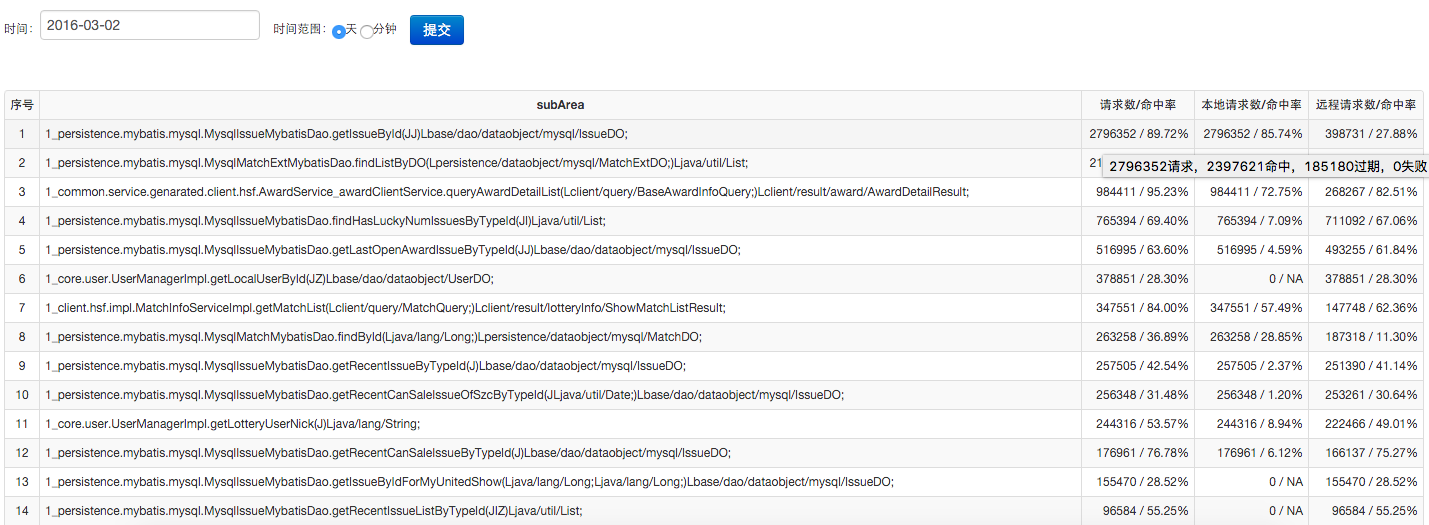 时间: 2016-03-02 时间范围: 天 分钟 提交
序号 subArea 请求数/命中率 本地请求数/命中率 远程请求数/命中率
1 1_persistence.mybatis.mysql.MysqlIssueMybatisDao.getIssueById(JJ)Lbase/dao/dataobject/mysql/IssueDO; 2796352 / 89.72% 2796352 / 85.74% 398731 / 27.88%
2 1_persistence.mybatis.mysql.MysqlMatchExtMybatisDao.findListByDO(Lpersistence/dataobject/mysql/MatchExtDO;)Ljava/util/List; 21
2796352请求，2397621命中，185180过期，0失败
3 1_common.service.genarated.client.hsf.AwardService_awardClientService.queryAwardDetailList(Lclient/query/BaseAwardInfoQuery;)Lclient/result/award/AwardDetailResult; 984411 / 95.23% 984411 / 72.75% 268267 / 82.51%
4 1_persistence.mybatis.mysql.MysqlIssueMybatisDao.findHasLuckyNumIssuesByTypeId(JI)Ljava/util/List; 765394 / 69.40% 765394 / 7.09% 711092 / 67.06%
5 1_persistence.mybatis.mysql.MysqlIssueMybatisDao.getLastOpenAwardIssueByTypeId(JJ)Lbase/dao/dataobject/mysql/IssueDO; 516995 / 63.60% 516995 / 4.59% 493255 / 61.84%
6 1_core.user.UserManagerImpl.getLocalUserById(JZ)Lbase/dao/dataobject/UserDO; 378851 / 28.30% 0 / NA 378851 / 28.30%
7 1_client.hsf.impl.MatchInfoServiceImpl.getMatchList(Lclient/query/MatchQuery;)Lclient/result/lotteryInfo/ShowMatchListResult; 347551 / 84.00% 347551 / 57.49% 147748 / 62.36%
8 1_persistence.mybatis.mysql.MysqlMatchMybatisDao.findById(Ljava/lang/Long;)Lpersistence/dataobject/mysql/MatchDO; 263258 / 36.89% 263258 / 28.85% 187318 / 11.30%
9 1_persistence.mybatis.mysql.MysqlIssueMybatisDao.getRecentIssueByTypeId(J)Lbase/dao/dataobject/mysql/IssueDO; 257505 / 42.54% 257505 / 2.37% 251390 / 41.14%
10 1_persistence.mybatis.mysql.MysqlIssueMybatisDao.getRecentCanSaleIssueOfSzcByTypeId(JLjava/util/Date;)Lbase/dao/dataobject/mysql/IssueDO; 256348 / 31.48% 256348 / 1.20% 253261 / 30.64%
11 1_core.user.UserManagerImpl.getLotteryUserNick(J)Ljava/lang/String; 244316 / 53.57% 244316 / 8.94% 222466 / 49.01%
12 1_persistence.mybatis.mysql.MysqlIssueMybatisDao.getRecentCanSaleIssueByTypeId(J)Lbase/dao/dataobject/mysql/IssueDO; 176961 / 76.78% 176961 / 6.12% 166137 / 75.27%
13 1_persistence.mybatis.mysql.MysqlIssueMybatisDao.getIssueByIdForMyUnitedShow(Ljava/lang/Long;Ljava/lang/Long;)Lbase/dao/dataobject/mysql/IssueDO; 155470 / 28.52% 0 / NA 155470 / 28.52%
14 1_persistence.mybatis.mysql.MysqlIssueMybatisDao.getRecentIssueListByTypeId(JIZ)Ljava/util/List; 96584 / 55.25% 0 / NA 96584 / 55.25%